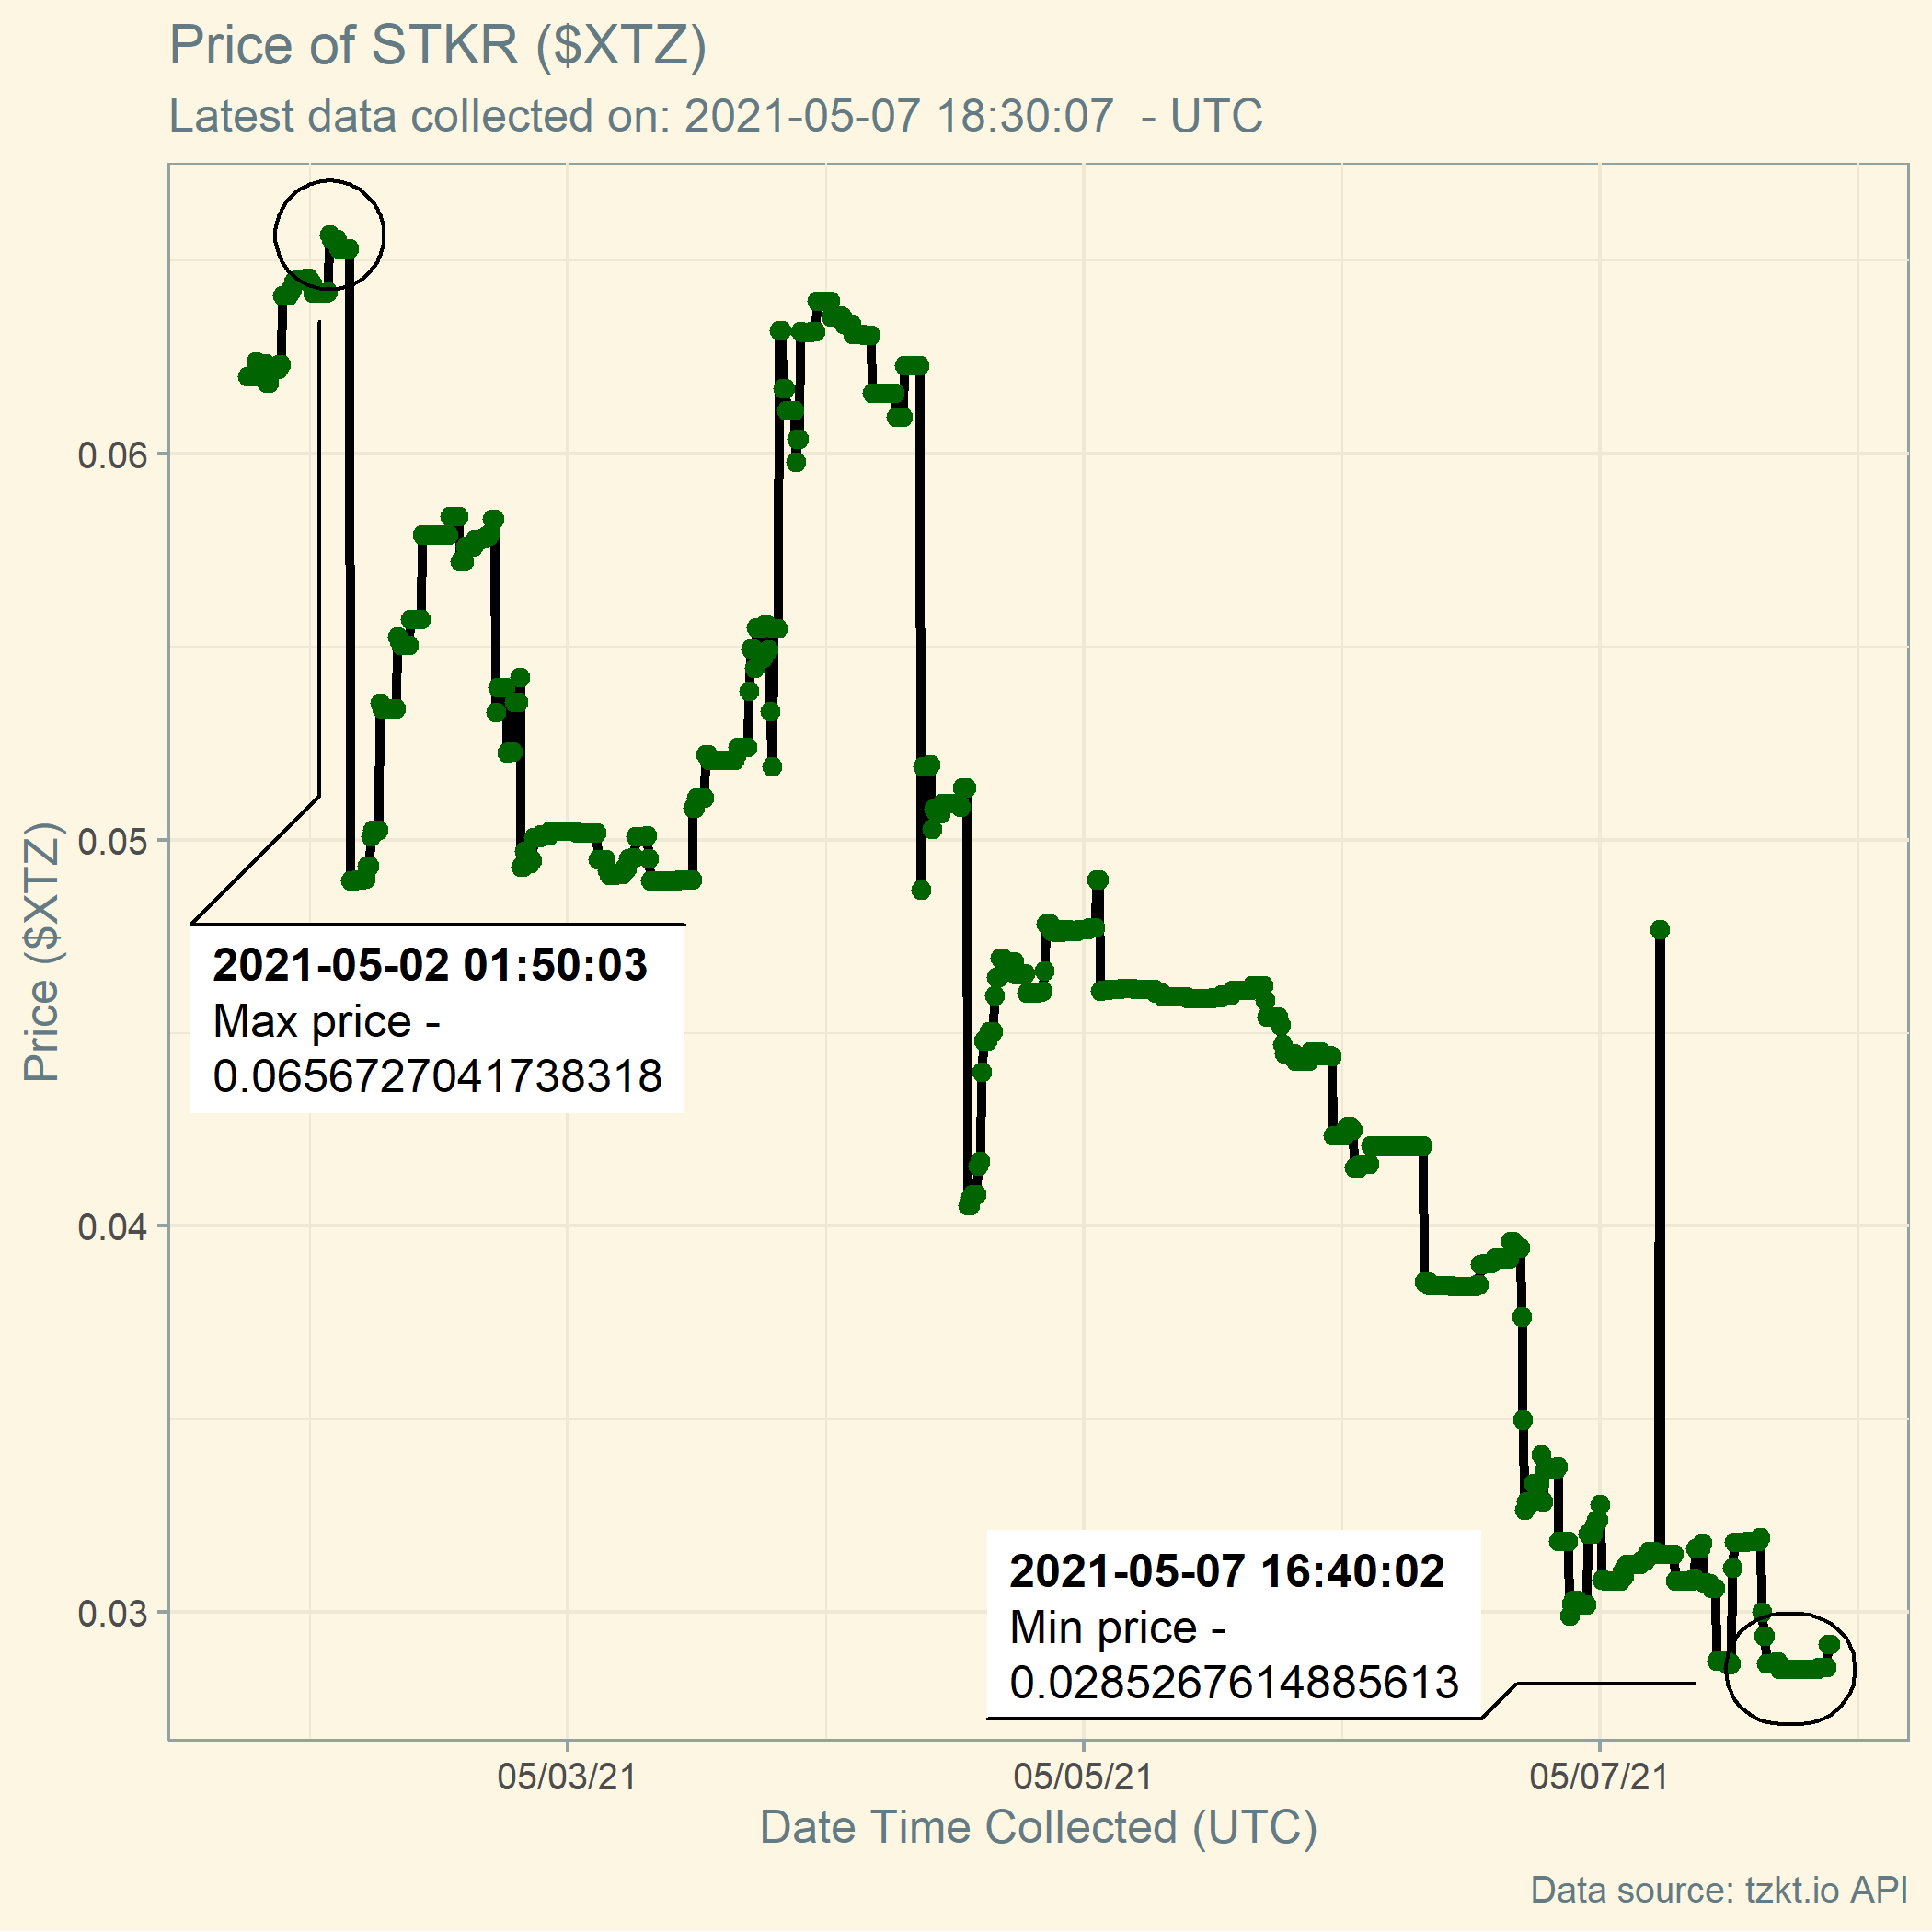 Price of STKR ($XTZ)
Latest data collected on: 2021-05-07 18:30:07  - UTC
Price ($XTZ)
0.06
0.05
0.04
0.03
2021-05-02 01:50:03
Max price -
0.0656727041738318
2021-05-07 16:40:02
Min price -
0.0285267614885613
05/03/21
05/05/21
05/07/21
Date Time Collected (UTC)
Data source: tzkt.io API